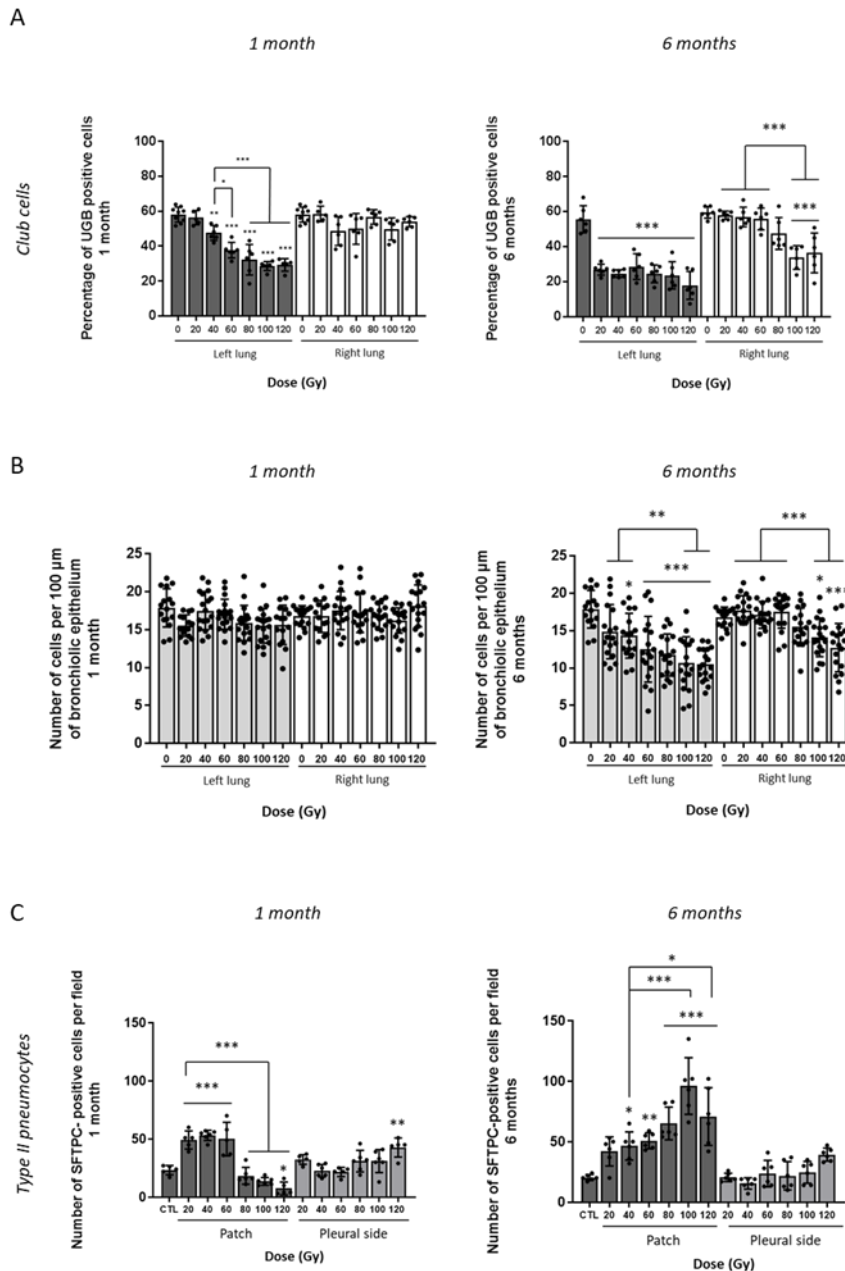 A
1 month
6 months
Club cells
Percentage of UGB positive cells
1 month
100
80
60
40
20
0
***
*
**
***
***
***
***
0 20 40 60 80 100 120 0 20 40 60 80 100 120
Left lung Right lung
Dose (Gy)
Percentage of UGB positive cells
6 months
100
80
60
40
20
0
***
***
***
0 20 40 60 80 100 120 0 20 40 60 80 100 120
Left lung Right lung
Dose (Gy)
B
1 month
6 months
Number of cells per 100 µm
of bronchiolic epithelium
1 month
25
20
15
10
5
0
0 20 40 60 80 100 120 0 20 40 60 80 100 120
Left lung Right lung
Dose (Gy)
Number of cells per 100 µm
of bronchiolic epithelium
6 months
25
20
15
10
5
0
** ***
*
***
*
***
0 20 40 60 80 100 120 0 20 40 60 80 100 120
Left lung Right lung
Dose (Gy)
C
1 month
6 months
Type II pneumocytes
Number of SFTPC- positive cells per field
1 month
150
100
50
0
***
***
*
**
CTL 20 40 60 80 100 120 20 40 60 80 100 120
Patch Pleural side
Dose (Gy)
Number of SFTPC-positive cells per field
6 months
150
100
50
0
*
***
***
*
**
CTL 20 40 60 80 100 120 20 40 60 80 100 120
Patch Pleural side
Dose (Gy)